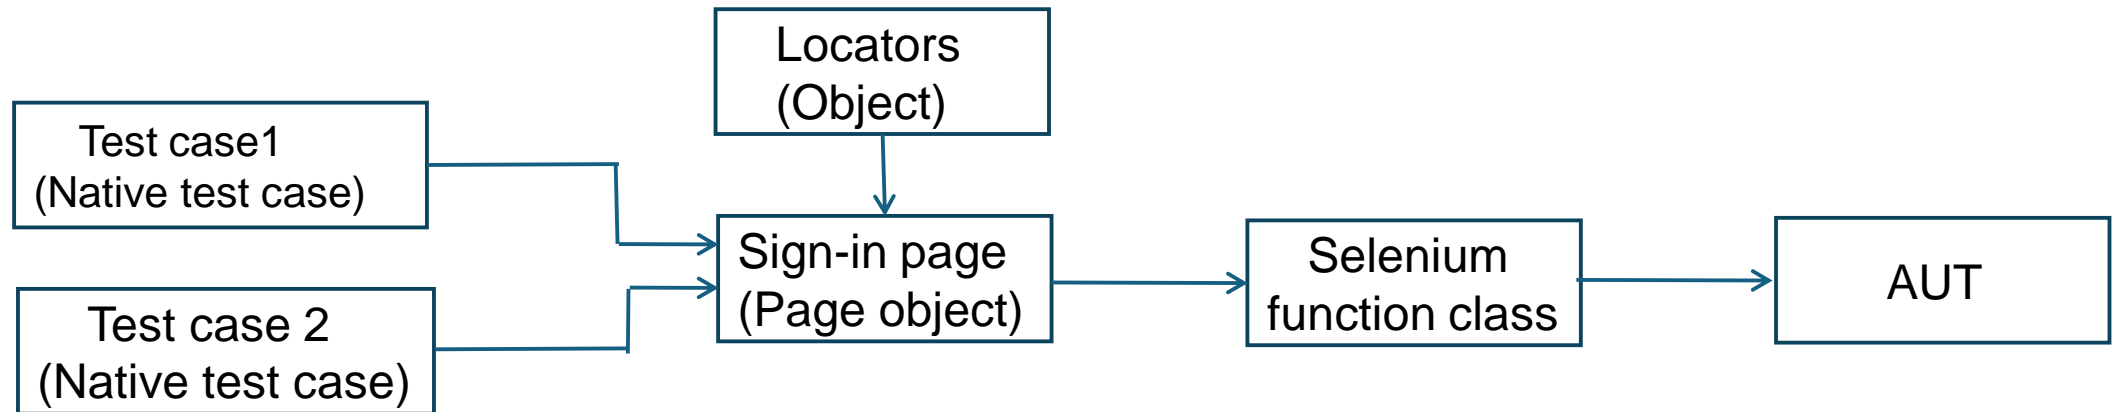 Locators
(Object)
Test case1
(Native test case)
Sign-in page
(Page object)
Selenium
function class
AUT
Test case 2
(Native test case)